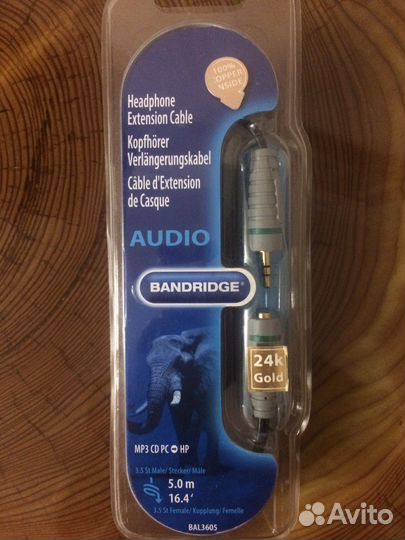 100%
COPPER
INSIDE
Headphone
Extension Cable
Kopfhörer
Verlängerungskabel
Câble d'Extension
de Casque
AUDIO
BANDRIDGE®
24k
Gold
MP3 CD PC HP
3.5 St Male/ Stecker/ Mâle
5.0 m
16.4'
3.5 St Female/ Kupplung/ Femelle
BAL3605
Avito